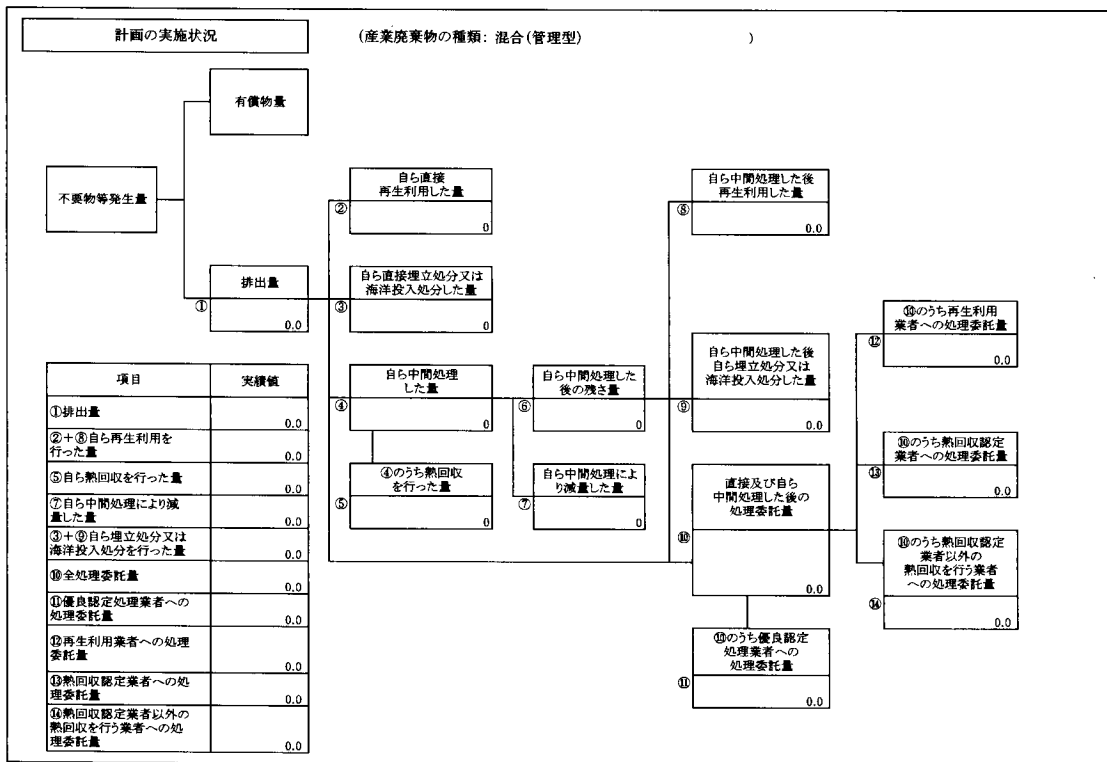 計画の実施状況
(産業廃棄物の種類: 混合(管理型) )
有償物量
不要物等発生量
自ら直接
再生利用した量
②
0
自ら中間処理した後
再生利用した量
⑧
0.0
排出量
①
0.0
自ら直接埋立処分又は
海洋投入処分した量
③
0
自ら中間処理
した量
④
0
自ら中間処理した
後の残さ量
⑥
0
自ら中間処理した後
自ら埋立処分又は
海洋投入処分した量
⑨
0.0
⑩のうち再生利用
業者への処理委託量
⑫
0.0
④のうち熱回収
を行った量
⑤
0
自ら中間処理によ
り減量した量
⑦
0
直接及び自ら
中間処理した後の
処理委託量
⑩
0.0
⑩のうち熱回収認定
業者への処理委託量
⑬
0.0
⑩のうち熱回収認定
業者以外の
熱回収を行う業者
への処理委託量
⑭
0.0
⑩のうち優良認定
処理業者への
処理委託量
⑪
0.0
項目 実績値
①排出量
0.0
②+⑧自ら再生利用を
行った量
0.0
⑤自ら熱回収を行った量
0.0
⑦自ら中間処理により減
量した量
0.0
③+⑨自ら埋立処分又は
海洋投入処分を行った量
0.0
⑩全処理委託量
0.0
⑪優良認定処理業者への
処理委託量
0.0
⑫再生利用業者への処理
委託量
0.0
⑬熱回収認定業者への処
理委託量
0.0
⑭熱回収認定業者以外の
熱回収を行う業者への処
理委託量
0.0